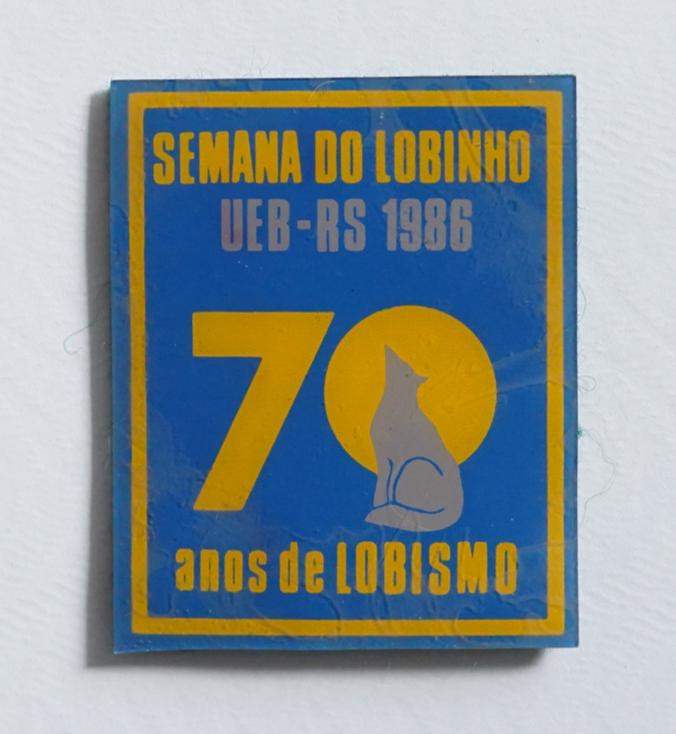 SEMANA DO LOBINHO
UEB-RS 1986
70
anos de LOBISMO